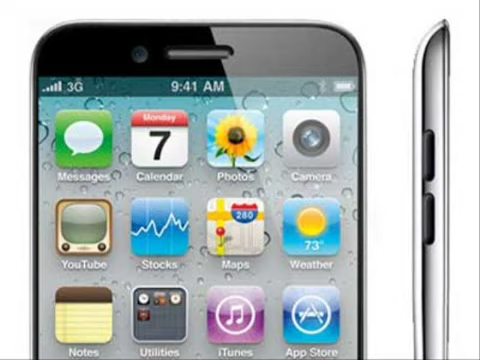 3G 9:41 AM
Monday
7
Messages Calendar Photos Camera
280
73°
YouTube Stocks Maps Weather
Notes Utilities iTunes App Store